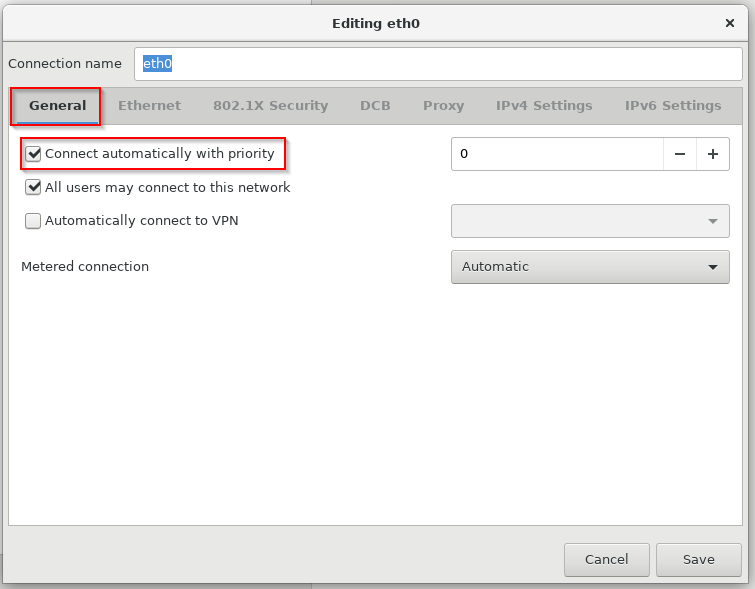 Editing eth0
Connection name eth0
General Ethernet 802.1X Security DCB Proxy IPv4 Settings IPv6 Settings
Connect automatically with priority 0
All users may connect to this network
Automatically connect to VPN
Metered connection Automatic
Cancel Save